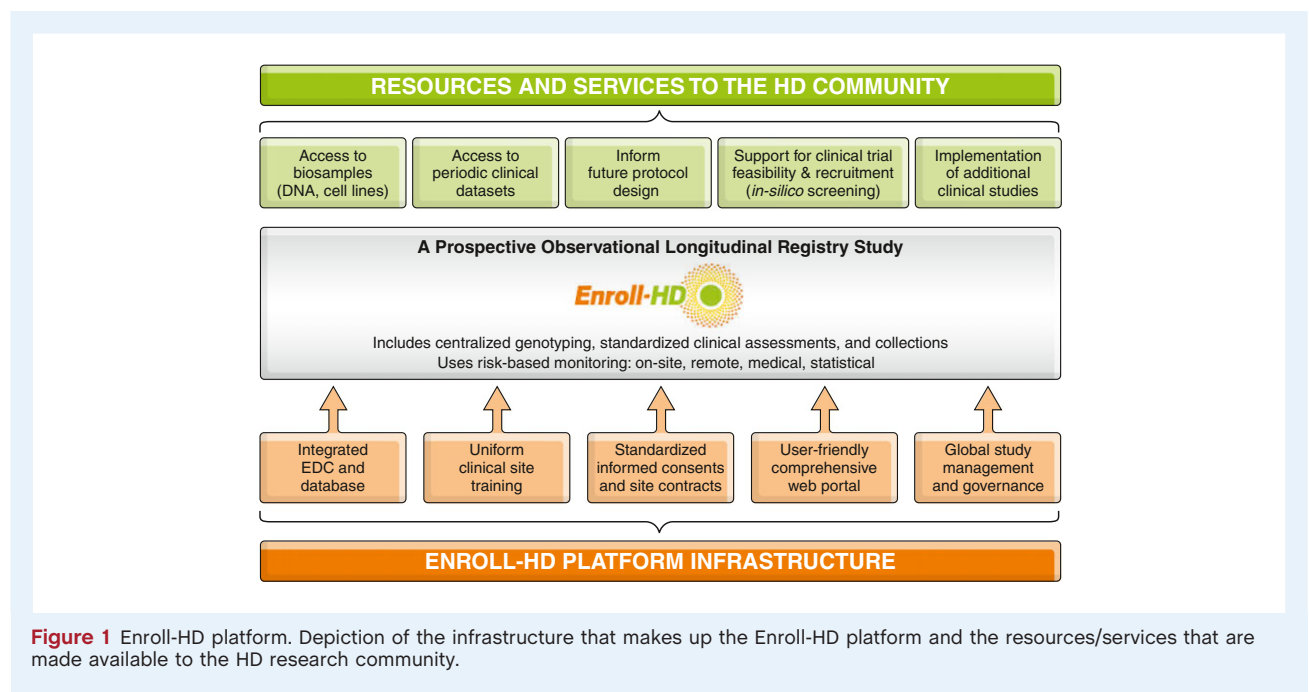 RESOURCES AND SERVICES TO THE HD COMMUNITY
Access to
biosamples
(DNA, cell lines)
Access to
periodic clinical
datasets
Inform
future protocol
design
Support for clinical trial
feasibility & recruitment
(in-silico screening)
Implementation
of additional
clinical studies
A Prospective Observational Longitudinal Registry Study
Enroll-HD
Includes centralized genotyping, standardized clinical assessments, and collections
Uses risk-based monitoring: on-site, remote, medical, statistical
Integrated
EDC and
database
Uniform
clinical site
training
Standardized
informed consents
and site contracts
User-friendly
comprehensive
web portal
Global study
management
and governance
ENROLL-HD PLATFORM INFRASTRUCTURE
Figure 1 Enroll-HD platform. Depiction of the infrastructure that makes up the Enroll-HD platform and the resources/services that are
made available to the HD research community.